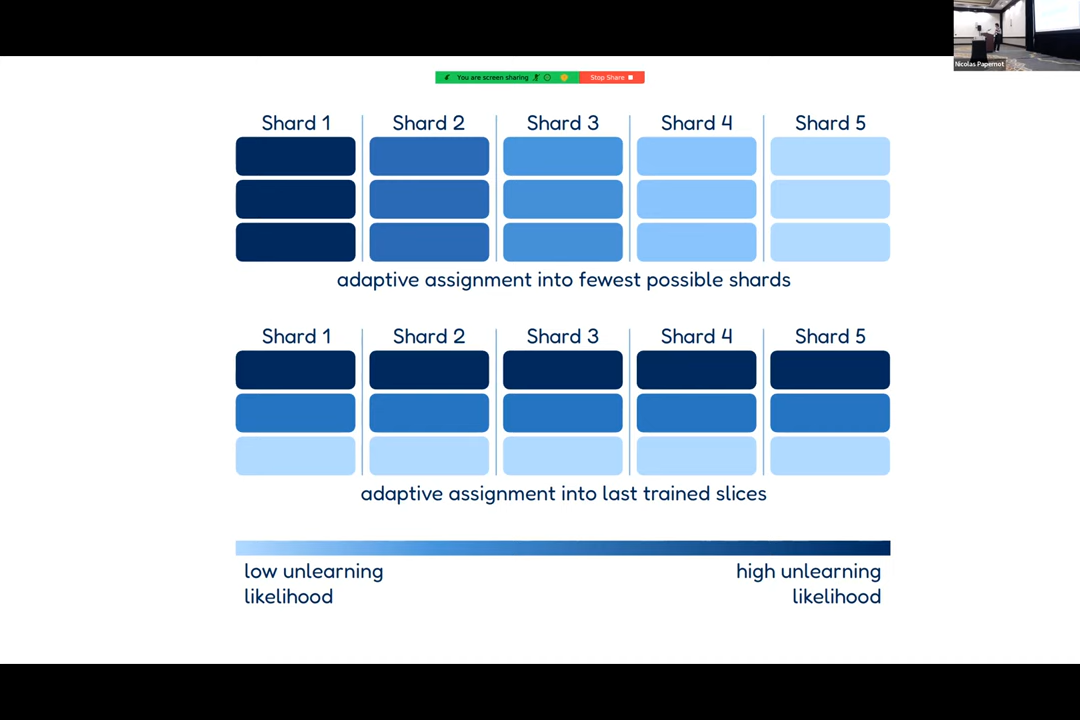 Nicolas Papernot
You are screen sharing
Stop Share
Shard 1 Shard 2 Shard 3 Shard 4 Shard 5
adaptive assignment into fewest possible shards
Shard 1 Shard 2 Shard 3 Shard 4 Shard 5
adaptive assignment into last trained slices
low unlearning high unlearning
likelihood likelihood